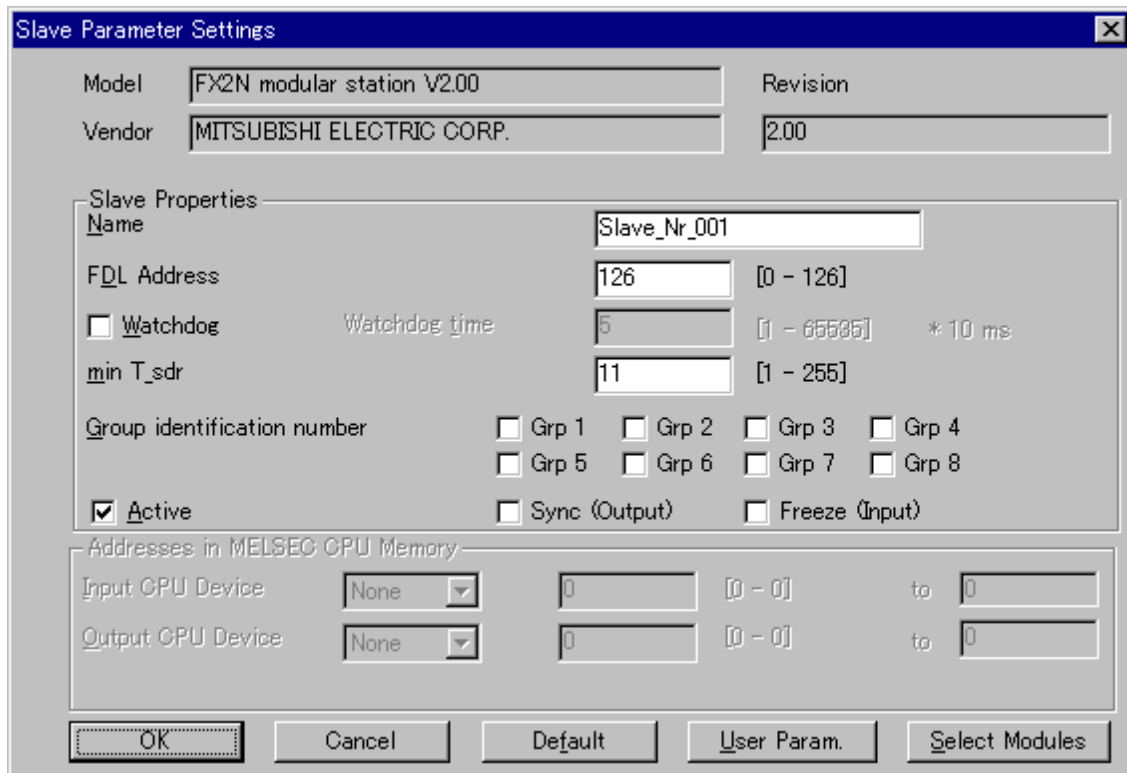 Slave Parameter Settings
Model FX2N modular station V2.00 Revision
Vendor MITSUBISHI ELECTRIC CORP. 2.00
Slave Properties
Name Slave_Nr_001
FDL Address 126 [0 - 126]
Watchdog Watchdog time 5 [1 - 65535] * 10 ms
min T_sdr 11 [1 - 255]
Group identification number Grp 1 Grp 2 Grp 3 Grp 4
Grp 5 Grp 6 Grp 7 Grp 8
Active Sync (Output) Freeze (Input)
Addresses in MELSEC CPU Memory
Input CPU Device None 0 [0 - 0] to 0
Output CPU Device None 0 [0 - 0] to 0
OK Cancel Default User Param. Select Modules